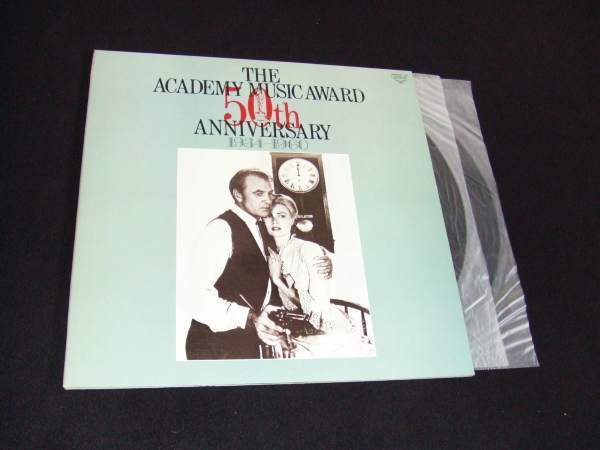 THE
ACADEMY MUSIC AWARD
50th
ANNIVERSARY
1934-1960